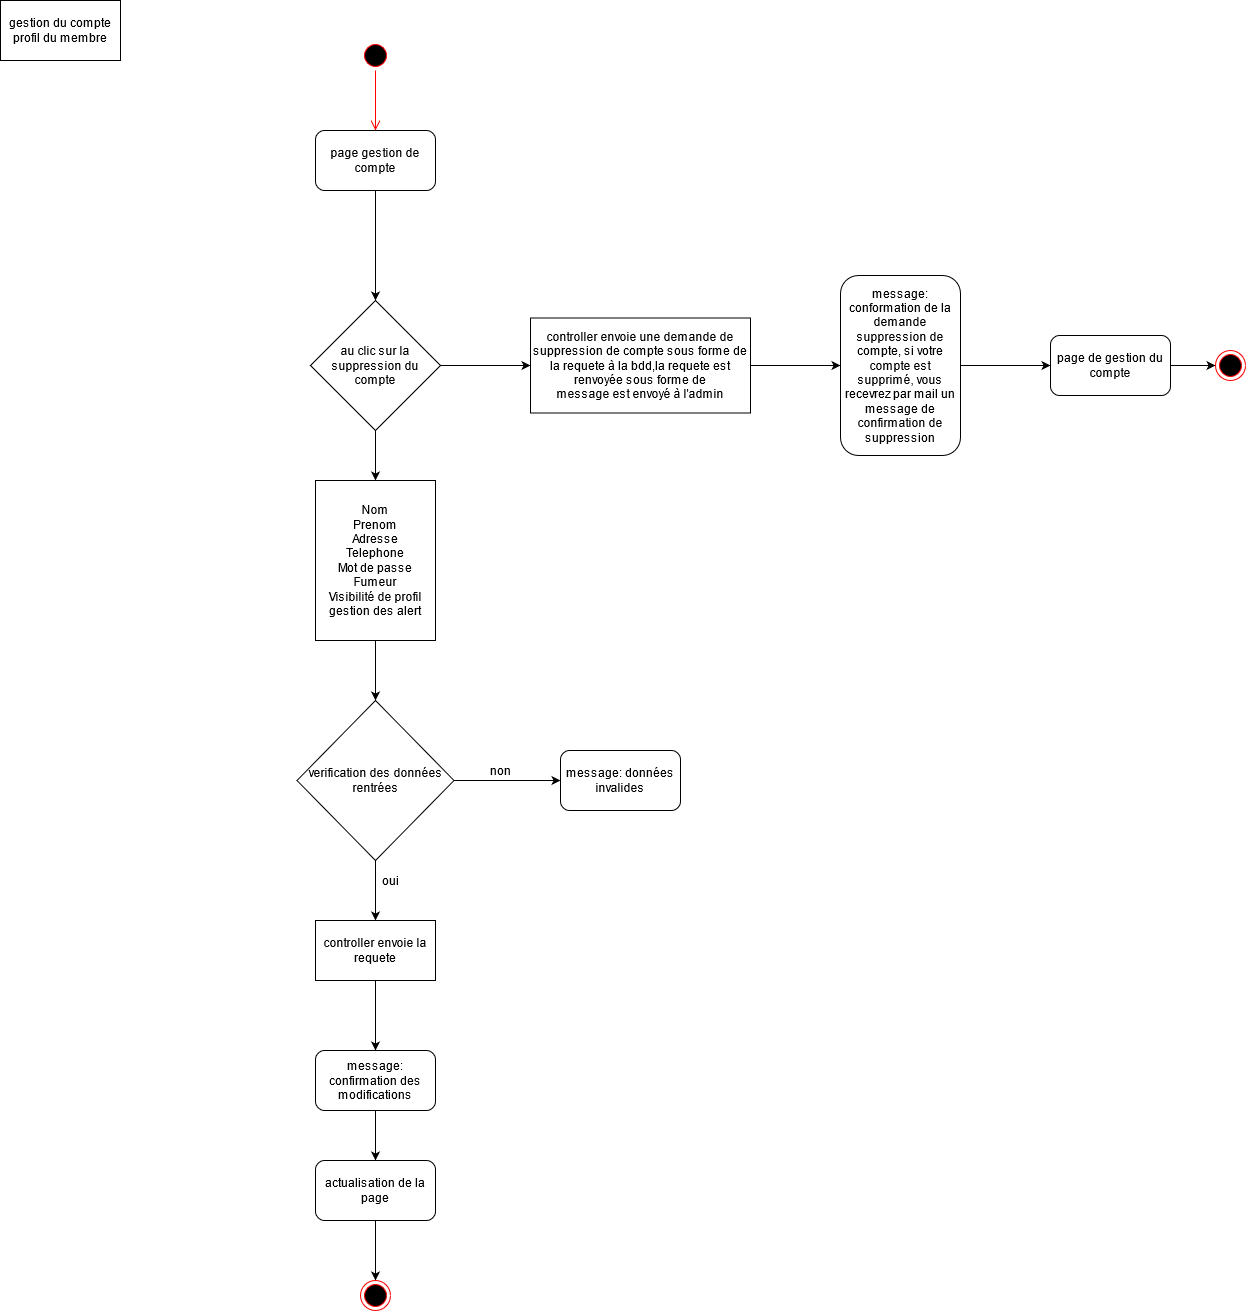 gestion du compte
profil du membre
page gestion de
compte
au clic sur la
suppression du
compte
controller envoie une demande de
suppression de compte sous forme de
la requete à la bdd,la requete est
renvoyée sous forme de
message est envoyé à l'admin
message:
conformation de la
demande
suppression de
compte, si votre
compte est
supprimé, vous
recevrez par mail un
message de
confirmation de
suppression
page de gestion du
compte
Nom
Prenom
Adresse
Telephone
Mot de passe
Fumeur
Visibilité de profil
gestion des alert
verification des données
rentrées
non
message: données
invalides
oui
controller envoie la
requete
message:
confirmation des
modifications
actualisation de la
page